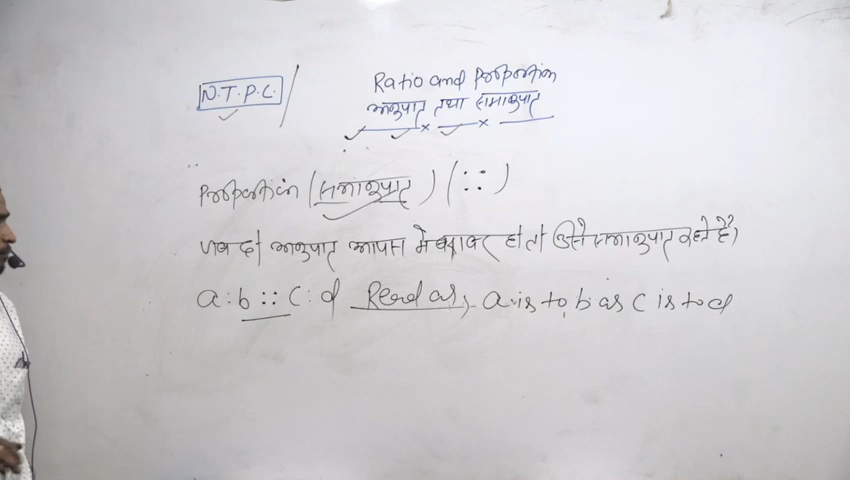 N.T.P.C.
Ratio and Proportion
अनुपात तथा समानुपात
Proportion (समानुपात) (::)
जब दो अनुपात आपस में बराबर हो तो उसे समानुपात कहते है।
a:b :: c:d Read as, a is to, b as c is to d